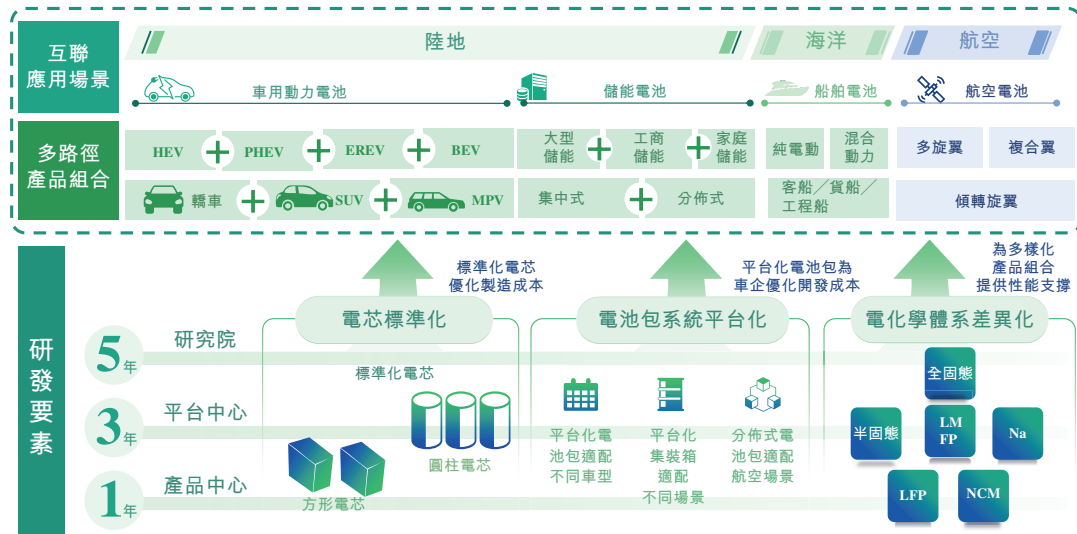 互聯
應用場景
陸地
海洋
航空
車用動力電池
儲能電池
船舶電池
航空電池
多路徑
產品組合
HEV
PHEV
EREV
BEV
大型
儲能
工商
儲能
家庭
儲能
純電動
混合
動力
多旋翼
複合翼
轎車
SUV
MPV
集中式
分佈式
客船／貨船／
工程船
傾轉旋翼
研發要素
標準化電芯
優化製造成本
平台化電池包為
車企優化開發成本
為多樣化
產品組合
提供性能支撐
電芯標準化
電池包系統平台化
電化學體系差異化
5年
研究院
3年
平台中心
1年
產品中心
標準化電芯
圓柱電芯
方形電芯
平台化電
池包適配
不同車型
平台化
集裝箱
適配
不同場景
分佈式電
池包適配
航空場景
全固態
半固態
LM
FP
Na
LFP
NCM